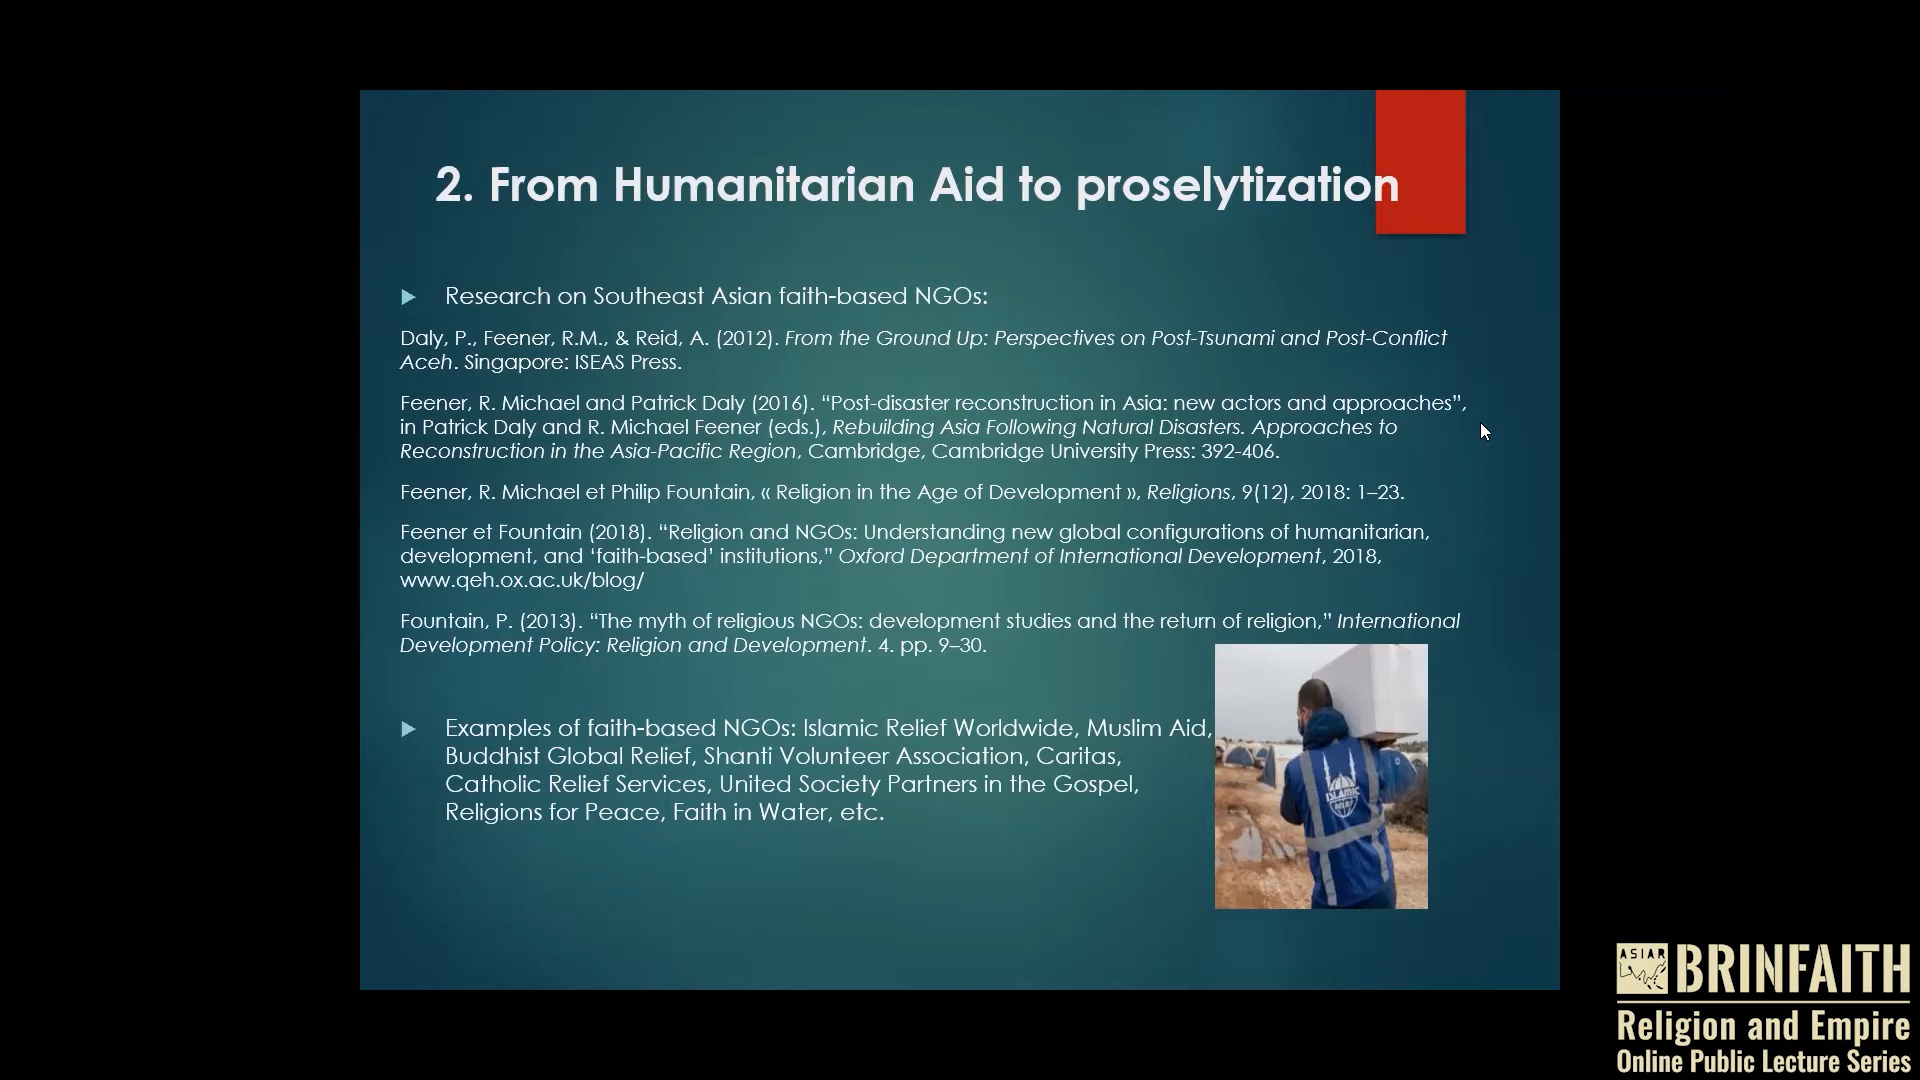 2. From Humanitarian Aid to proselytization
Research on Southeast Asian faith-based NGOs:
Daly, P., Feener, R.M., & Reid, A. (2012). From the Ground Up: Perspectives on Post-Tsunami and Post-Conflict
Aceh. Singapore: ISEAS Press.
Feener, R. Michael and Patrick Daly (2016). “Post-disaster reconstruction in Asia: new actors and approaches”,
in Patrick Daly and R. Michael Feener (eds.), Rebuilding Asia Following Natural Disasters. Approaches to
Reconstruction in the Asia-Pacific Region, Cambridge, Cambridge University Press: 392-406.
Feener, R. Michael et Philip Fountain, « Religion in the Age of Development », Religions, 9(12), 2018: 1–23.
Feener et Fountain (2018). “Religion and NGOs: Understanding new global configurations of humanitarian,
development, and ‘faith-based’ institutions,” Oxford Department of International Development, 2018,
www.qeh.ox.ac.uk/blog/
Fountain, P. (2013). “The myth of religious NGOs: development studies and the return of religion,” International
Development Policy: Religion and Development. 4. pp. 9–30.
Examples of faith-based NGOs: Islamic Relief Worldwide, Muslim Aid,
Buddhist Global Relief, Shanti Volunteer Association, Caritas,
Catholic Relief Services, United Society Partners in the Gospel,
Religions for Peace, Faith in Water, etc.
ISLAMIC
RELIEF
ASIAR
BRINFAITH
Religion and Empire
Online Public Lecture Series